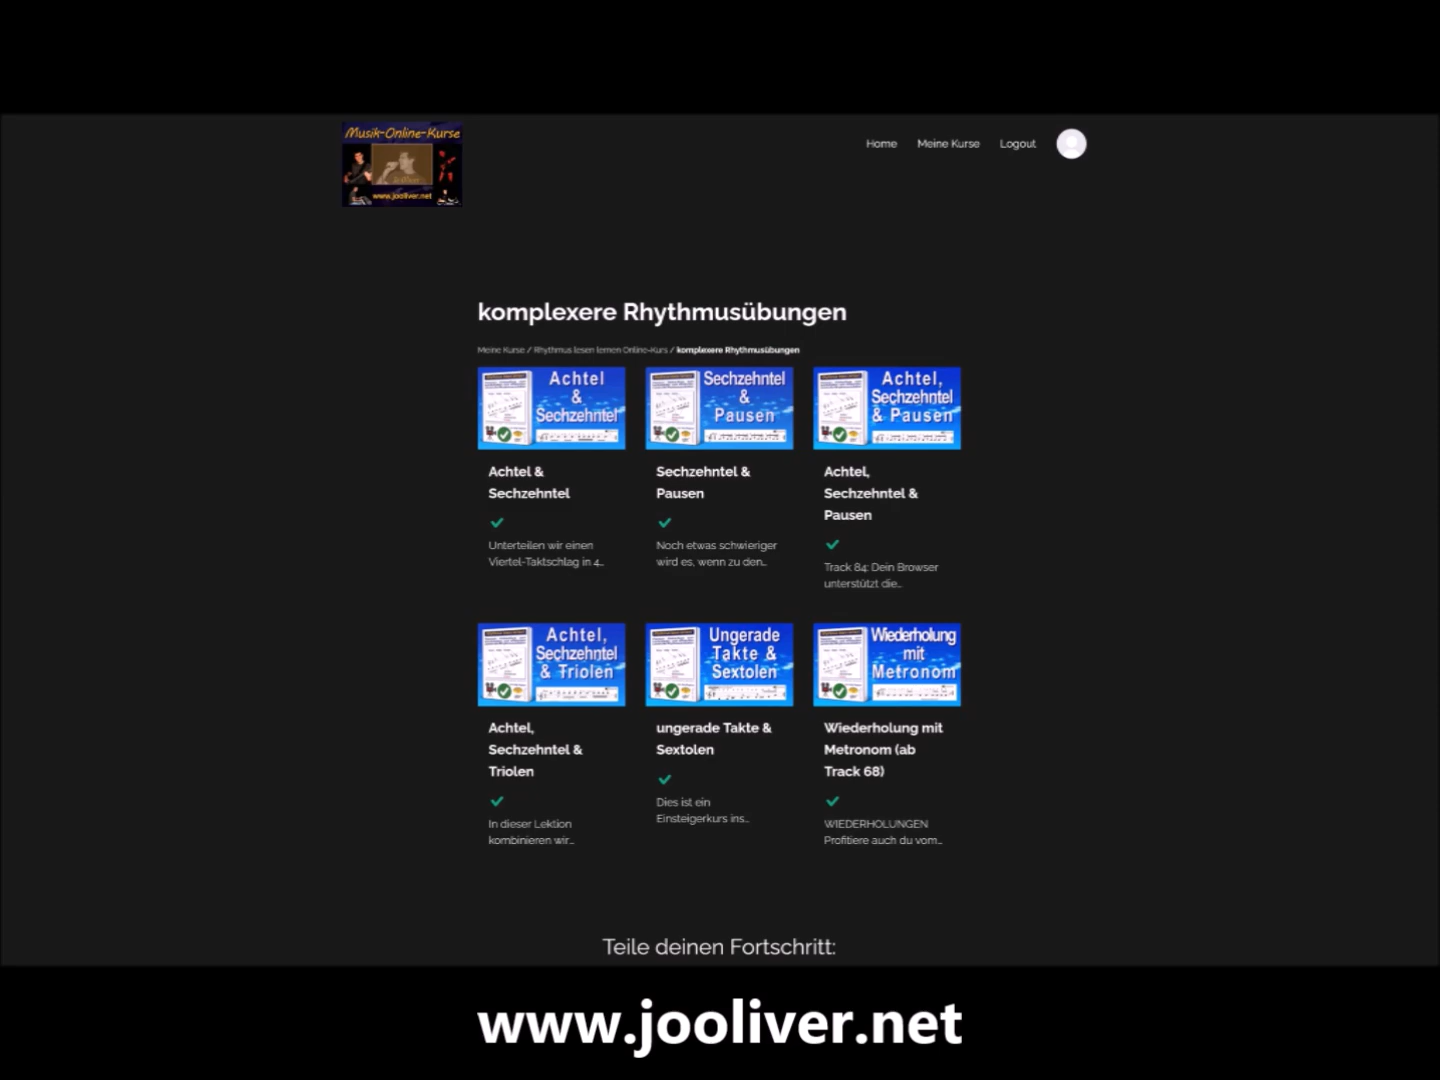 Musik-Online-Kurse
www.jooliver.net
Home
Meine Kurse
Logout
komplexere Rhythmusübungen
Meine Kurse / Rhythmus lesen lernen Online-Kurs / komplexere Rhythmusübungen
Achtel
&
Sechzehntel
Sechzehntel
&
Pausen
Achtel,
Sechzehntel
& Pausen
Achtel &
Sechzehntel
Unterteilen wir einen
Viertel-Taktschlag in 4...
Sechzehntel &
Pausen
Noch etwas schwieriger
wird es, wenn zu den...
Achtel,
Sechzehntel &
Pausen
Track 84: Dein Browser
unterstützt die...
Achtel,
Sechzehntel
& Triolen
Ungerade
Takte &
Sextolen
Wiederholung
mit
Metronom
Achtel,
Sechzehntel &
Triolen
In dieser Lektion
kombinieren wir...
ungerade Takte &
Sextolen
Dies ist ein
Einsteigerkurs ins...
Wiederholung mit
Metronom (ab
Track 68)
WIEDERHOLUNGEN
Profitiere auch du vom...
Teile deinen Fortschritt:
www.jooliver.net